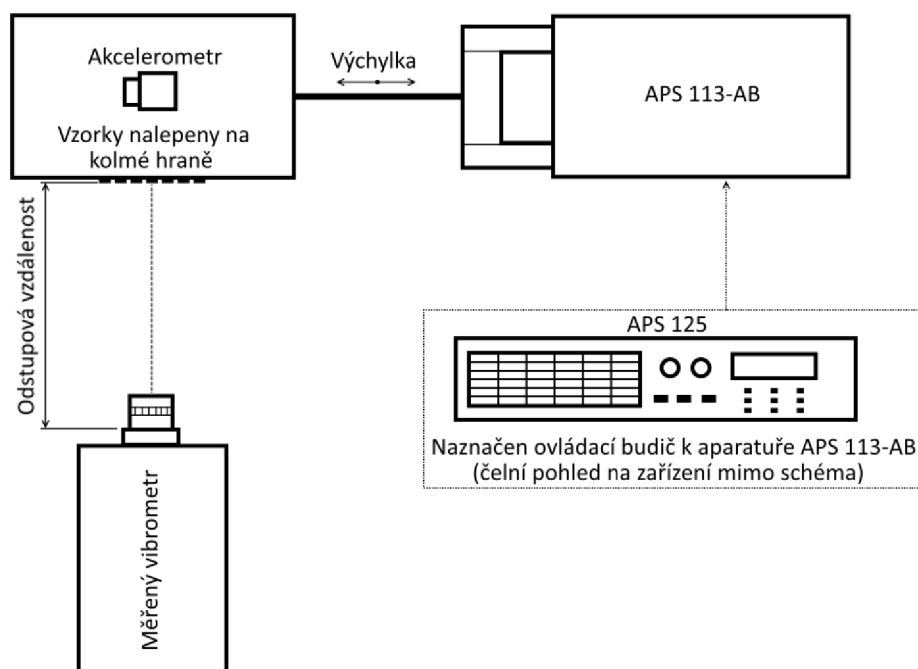 Akcelerometr
Vzorky nalepeny na
kolmé hraně
Výchylka
APS 113-AB
Odstupová vzdálenost
APS 125
Naznačen ovládací budič k aparatuře APS 113-AB
(čelní pohled na zařízení mimo schéma)
Měřený vibrometr